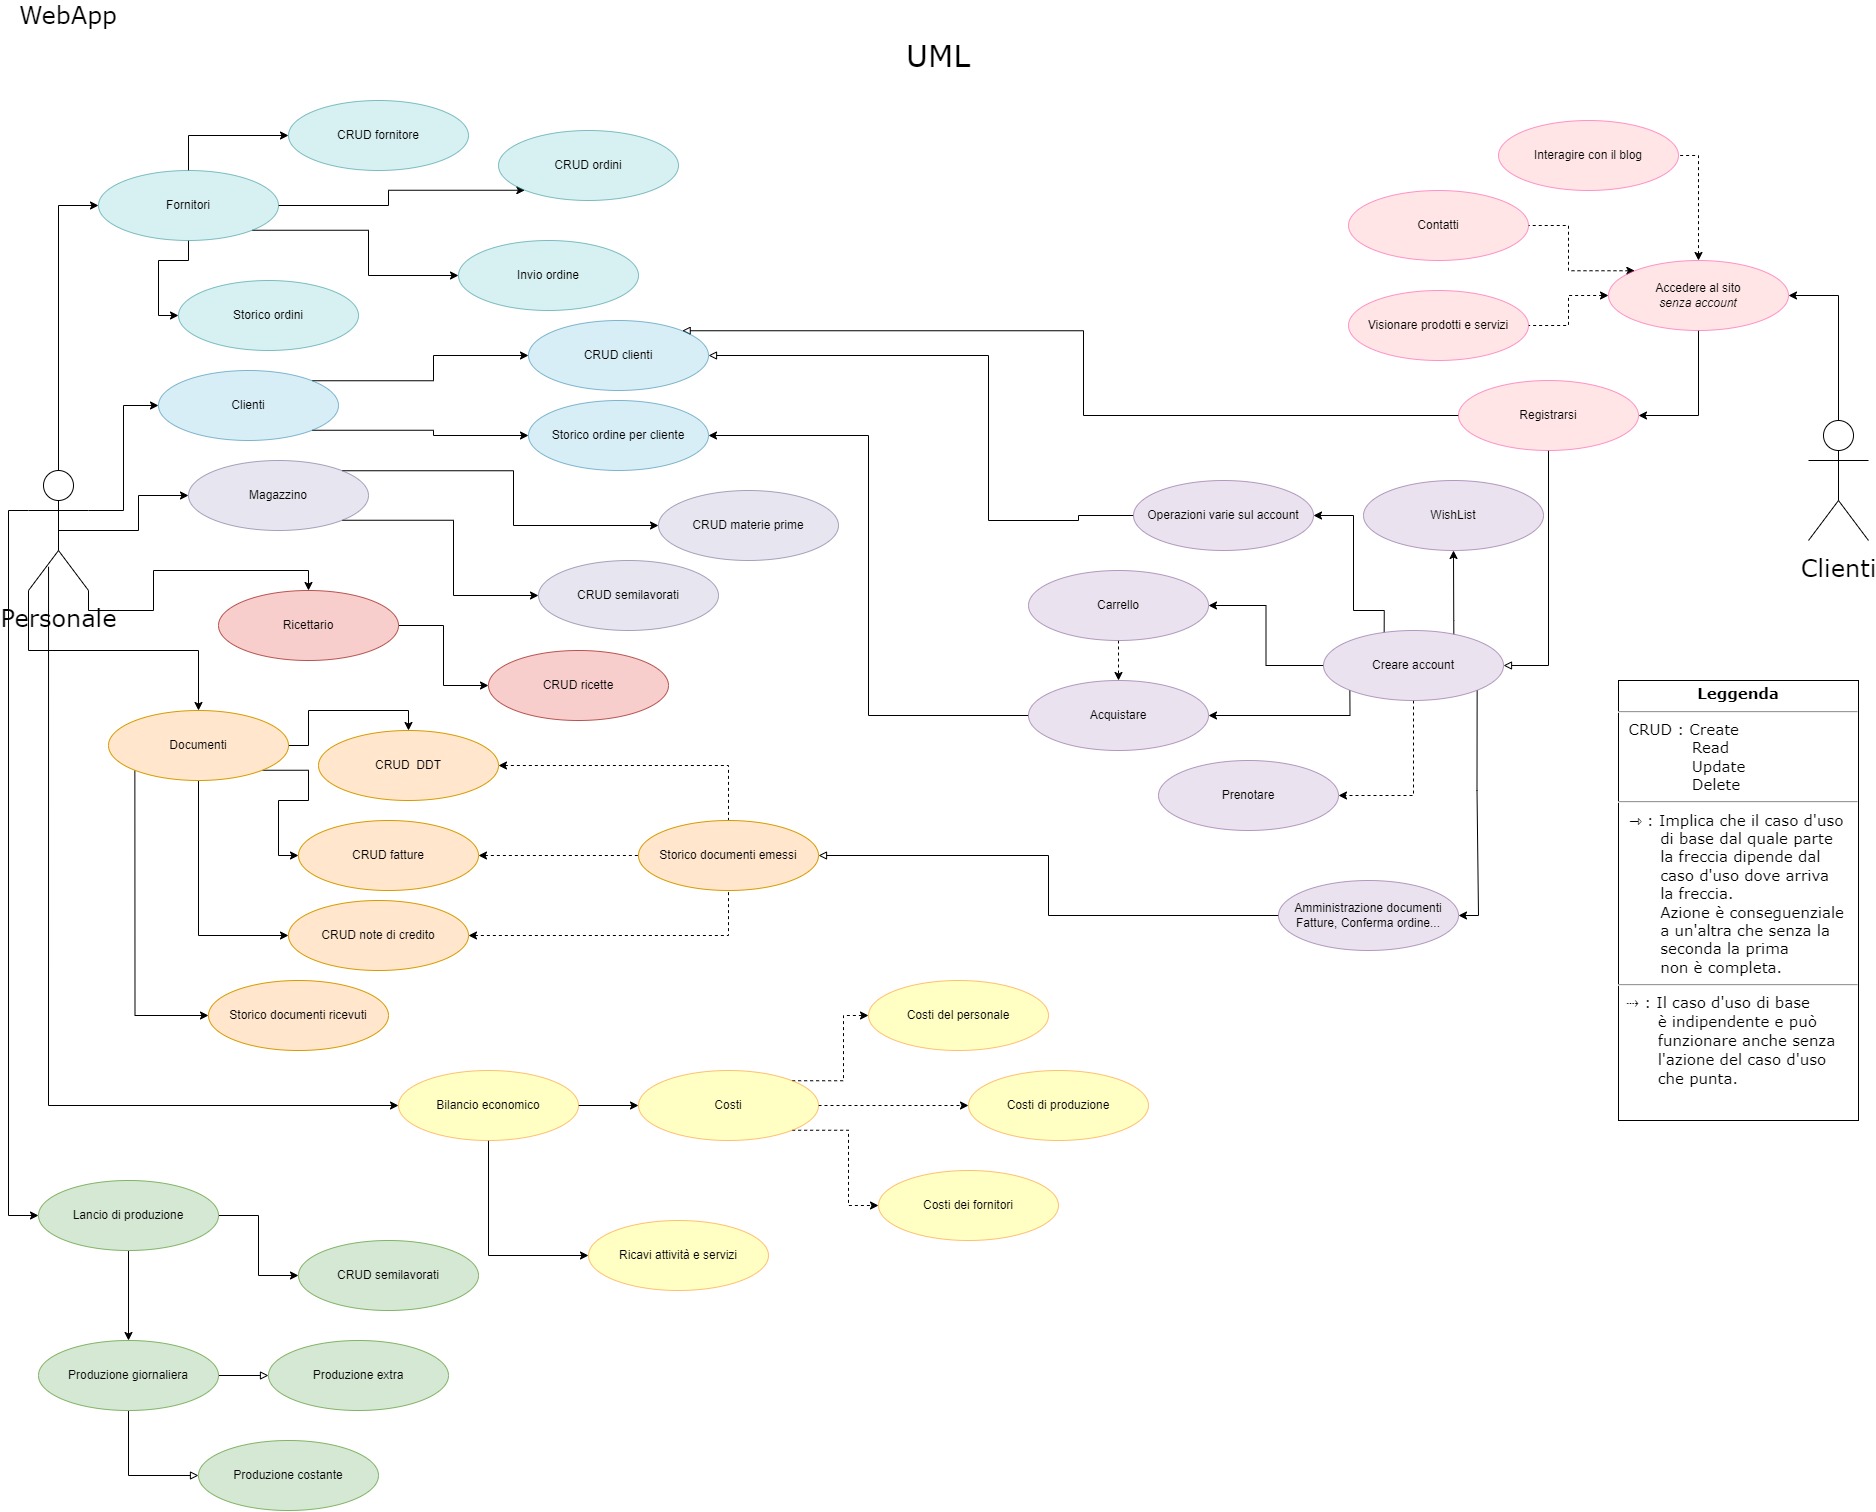 WebApp
UML
CRUD fornitore
CRUD ordini
Fornitori
Invio ordine
Storico ordini
Interagire con il blog
Contatti
Accedere al sito
senza account
Visionare prodotti e servizi
CRUD clienti
Clienti
Storico ordine per cliente
Registrarsi
Magazzino
CRUD materie prime
CRUD semilavorati
Operazioni varie sul account
WishList
Clienti
Personale
Ricettario
CRUD ricette
Carrello
Creare account
Acquistare
Prenotare
Documenti
CRUD  DDT
CRUD fatture
Storico documenti emessi
CRUD note di credito
Amministrazione documenti
Fatture, Conferma ordine...
Storico documenti ricevuti
Costi del personale
Bilancio economico
Costi
Costi di produzione
Costi dei fornitori
Ricavi attività e servizi
Lancio di produzione
CRUD semilavorati
Produzione giornaliera
Produzione extra
Produzione costante
Leggenda
CRUD : Create
Read
Update
Delete
⇾ : Implica che il caso d'uso
di base dal quale parte
la freccia dipende dal
caso d'uso dove arriva
la freccia.
Azione è conseguenziale
a un'altra che senza la
seconda la prima
non è completa.
⇢ : Il caso d'uso di base
è indipendente e può
funzionare anche senza
l'azione del caso d'uso
che punta.